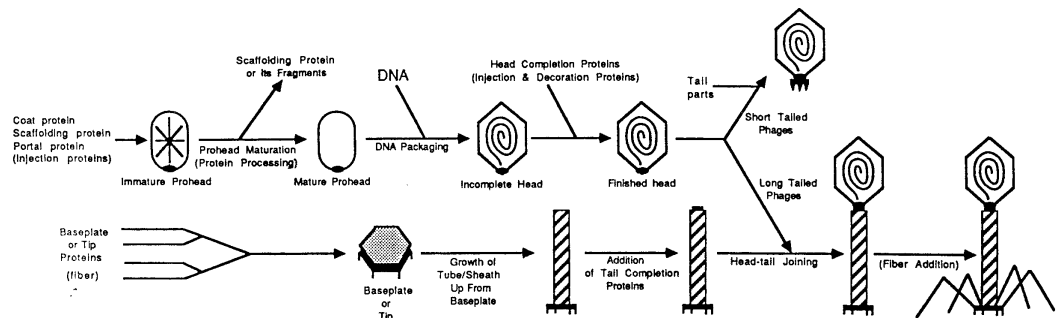 Scaffolding Protein
or Its Fragments
DNA
Head Completion Proteins
(Injection & Decoration Proteins)
Tail
parts
Coat protein
Scaffolding protein
Portal protein
(Injection proteins)
Prohead Maturation
(Protein Processing)
DNA Packaging
Short Tailed
Phages
Immature Prohead
Mature Prohead
Incomplete Head
Finished head
Long Tailed
Phages
Baseplate
or Tip
Proteins
(fiber)
Growth of
Tube/Sheath
Up From
Baseplate
Addition
of Tail Completion
Proteins
Head-tail Joining
(Fiber Addition)
Baseplate
or
Tip